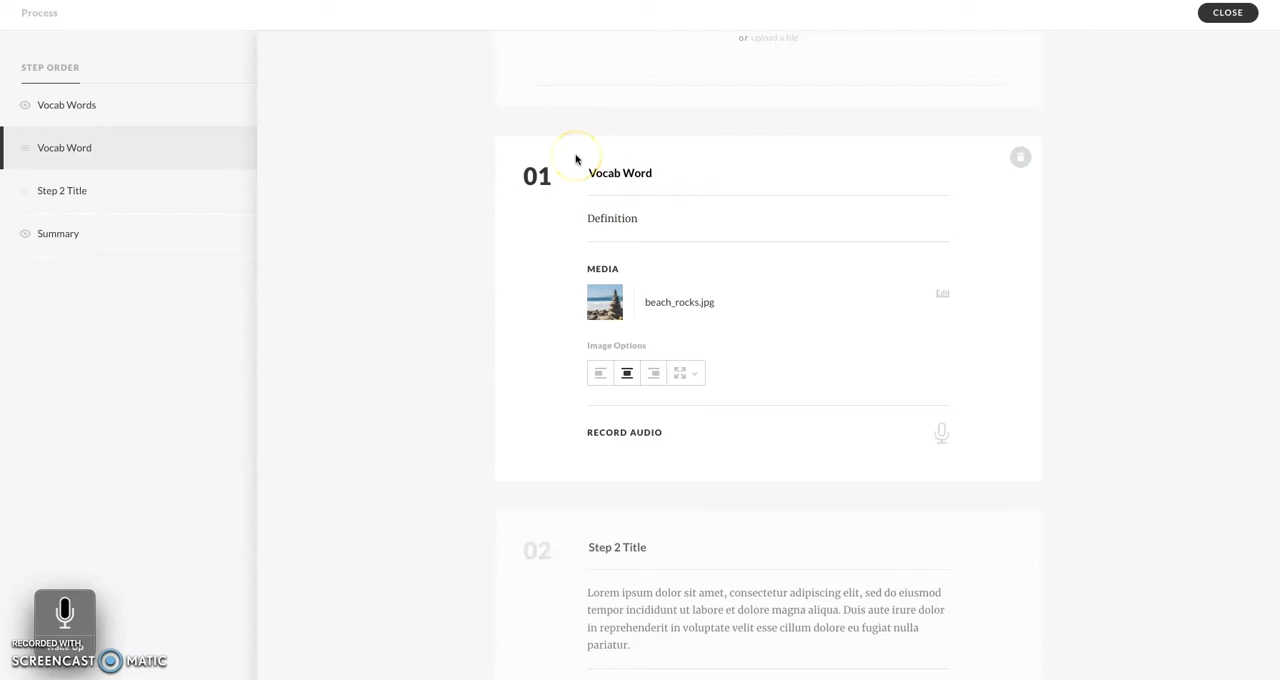 Process
CLOSE
STEP ORDER
Vocab Words
Vocab Word
Step 2 Title
Summary
or upload a file
01
Vocab Word
Definition
MEDIA
beach_rocks.jpg
Edit
Image Options
RECORD AUDIO
02
Step 2 Title
Lorem ipsum dolor sit amet, consectetur adipiscing elit, sed do eiusmod
tempor incididunt ut labore et dolore magna aliqua. Duis aute irure dolor
in reprehenderit in voluptate velit esse cillum dolore eu fugiat nulla
pariatur.
RECORDED WITH
SCREENCAST MATIC